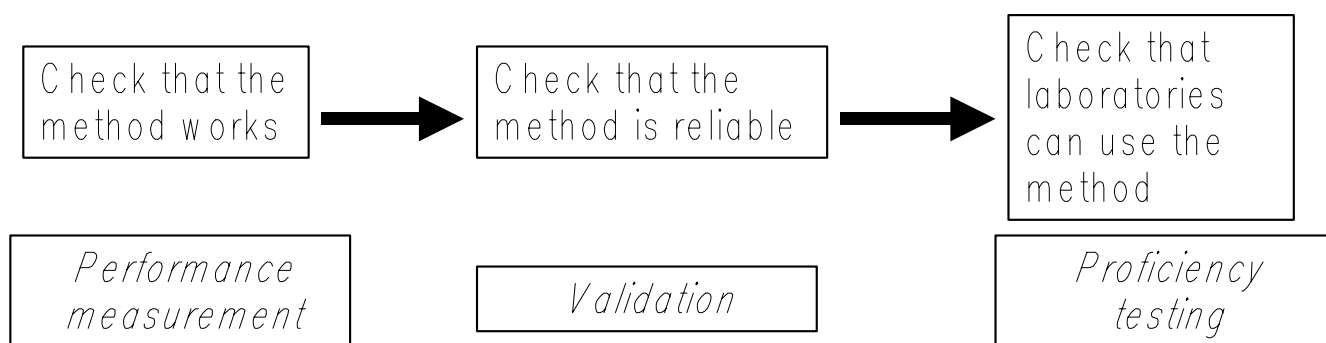 Check that the
method works
Check that the
method is reliable
Check that
laboratories
can use the
method
Performance
measurement
Validation
Proficiency
testing